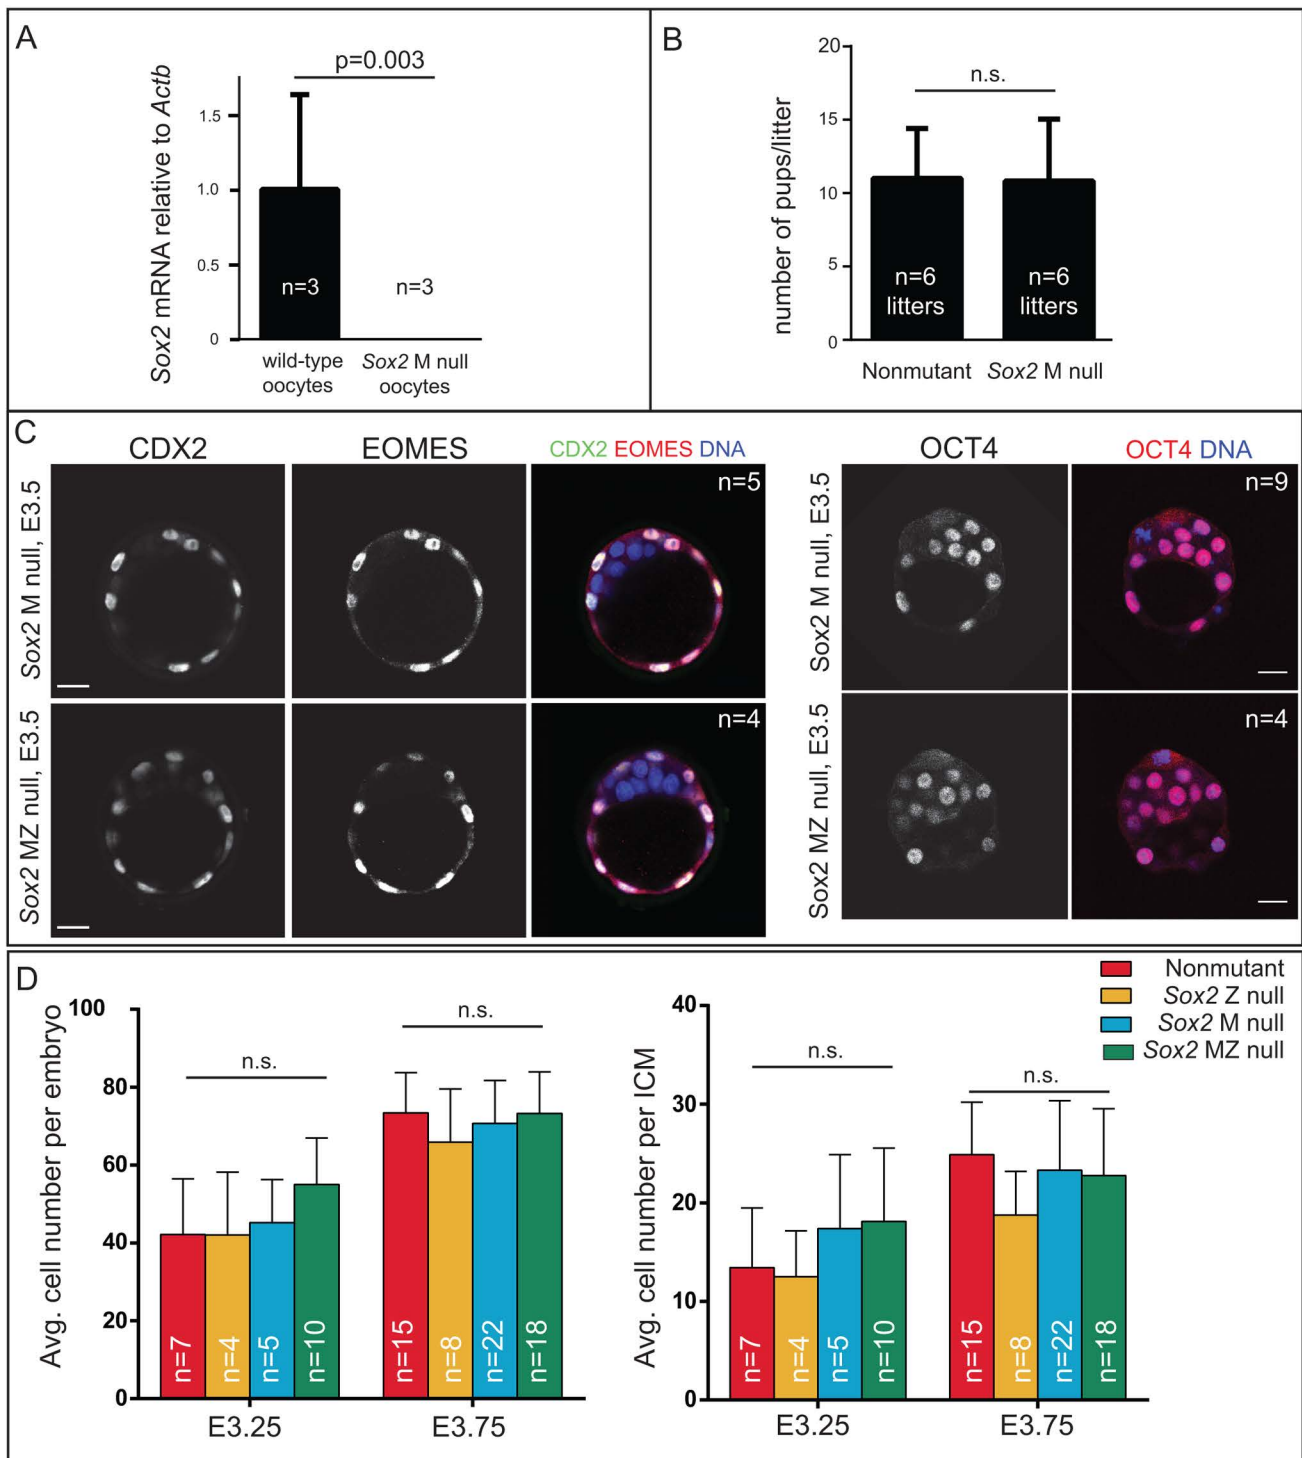 A
Sox2 mRNA relative to Actb
p=0.003
1.5
1.0
0.5
0
n=3
n=3
wild-type
oocytes
Sox2 M null
oocytes
B
number of pups/litter
20
15
10
5
0
n.s.
n=6
litters
n=6
litters
Nonmutant
Sox2 M null
C
CDX2
EOMES
CDX2 EOMES DNA
OCT4
OCT4 DNA
Sox2 M null, E3.5
n=5
Sox2 M null, E3.5
n=9
Sox2 MZ null, E3.5
n=4
Sox2 MZ null, E3.5
n=4
D
Avg. cell number per embryo
100
80
60
40
20
0
n.s.
n.s.
n=7
n=4
n=5
n=10
n=15
n=8
n=22
n=18
E3.25
E3.75
Avg. cell number per ICM
40
30
20
10
0
n.s.
n.s.
n=7
n=4
n=5
n=10
n=15
n=8
n=22
n=18
E3.25
E3.75
Nonmutant
Sox2 Z null
Sox2 M null
Sox2 MZ null